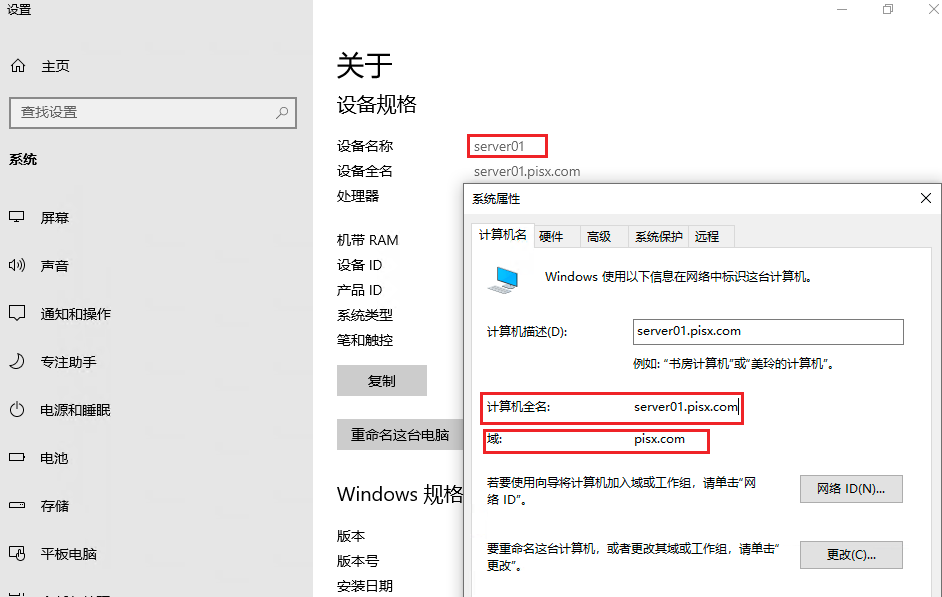 设置
主页
查找设置
系统
屏幕
声音
通知和操作
专注助手
电源和睡眠
电池
存储
平板电脑
关于
设备规格
设备名称 server01
设备全名 server01.pisx.com
处理器
机带 RAM
设备 ID
产品 ID
系统类型
笔和触控
复制
重命名这台电脑
Windows 规格
版本
版本号
安装日期
系统属性
计算机名 硬件 高级 系统保护 远程
Windows 使用以下信息在网络中标识这台计算机。
计算机描述(D): server01.pisx.com
例如: “书房计算机”或“美玲的计算机”。
计算机全名: server01.pisx.com
域: pisx.com
若要使用向导将计算机加入域或工作组，请单击“网
络 ID”。
网络 ID(N)...
要重命名这台计算机，或者更改其域或工作组，请单击“
更改”。
更改(C)...